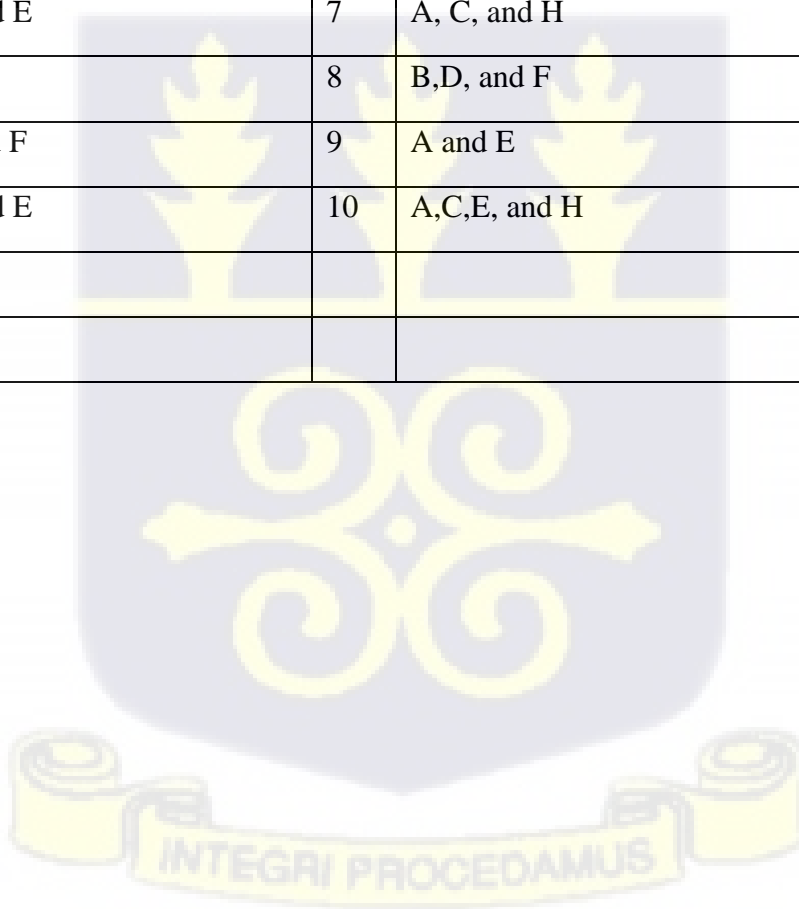 d E 7 A, C, and H
8 B,D, and F
F 9 A and E
d E 10 A,C,E, and H
INTEGRI PROCEDAMUS